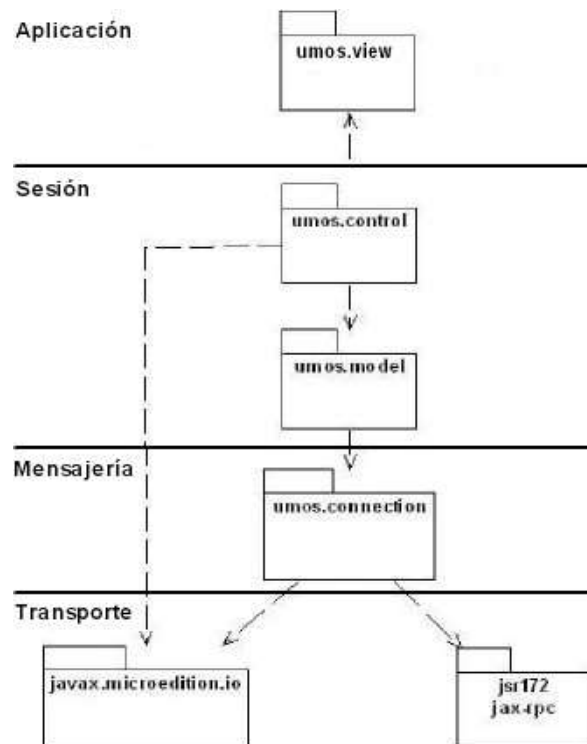 Aplicación
umos.view
Sesión
umos.control
umos.model
Mensajería
umos.connection
Transporte
javax.microedition.io
jsr172
jax-rpc